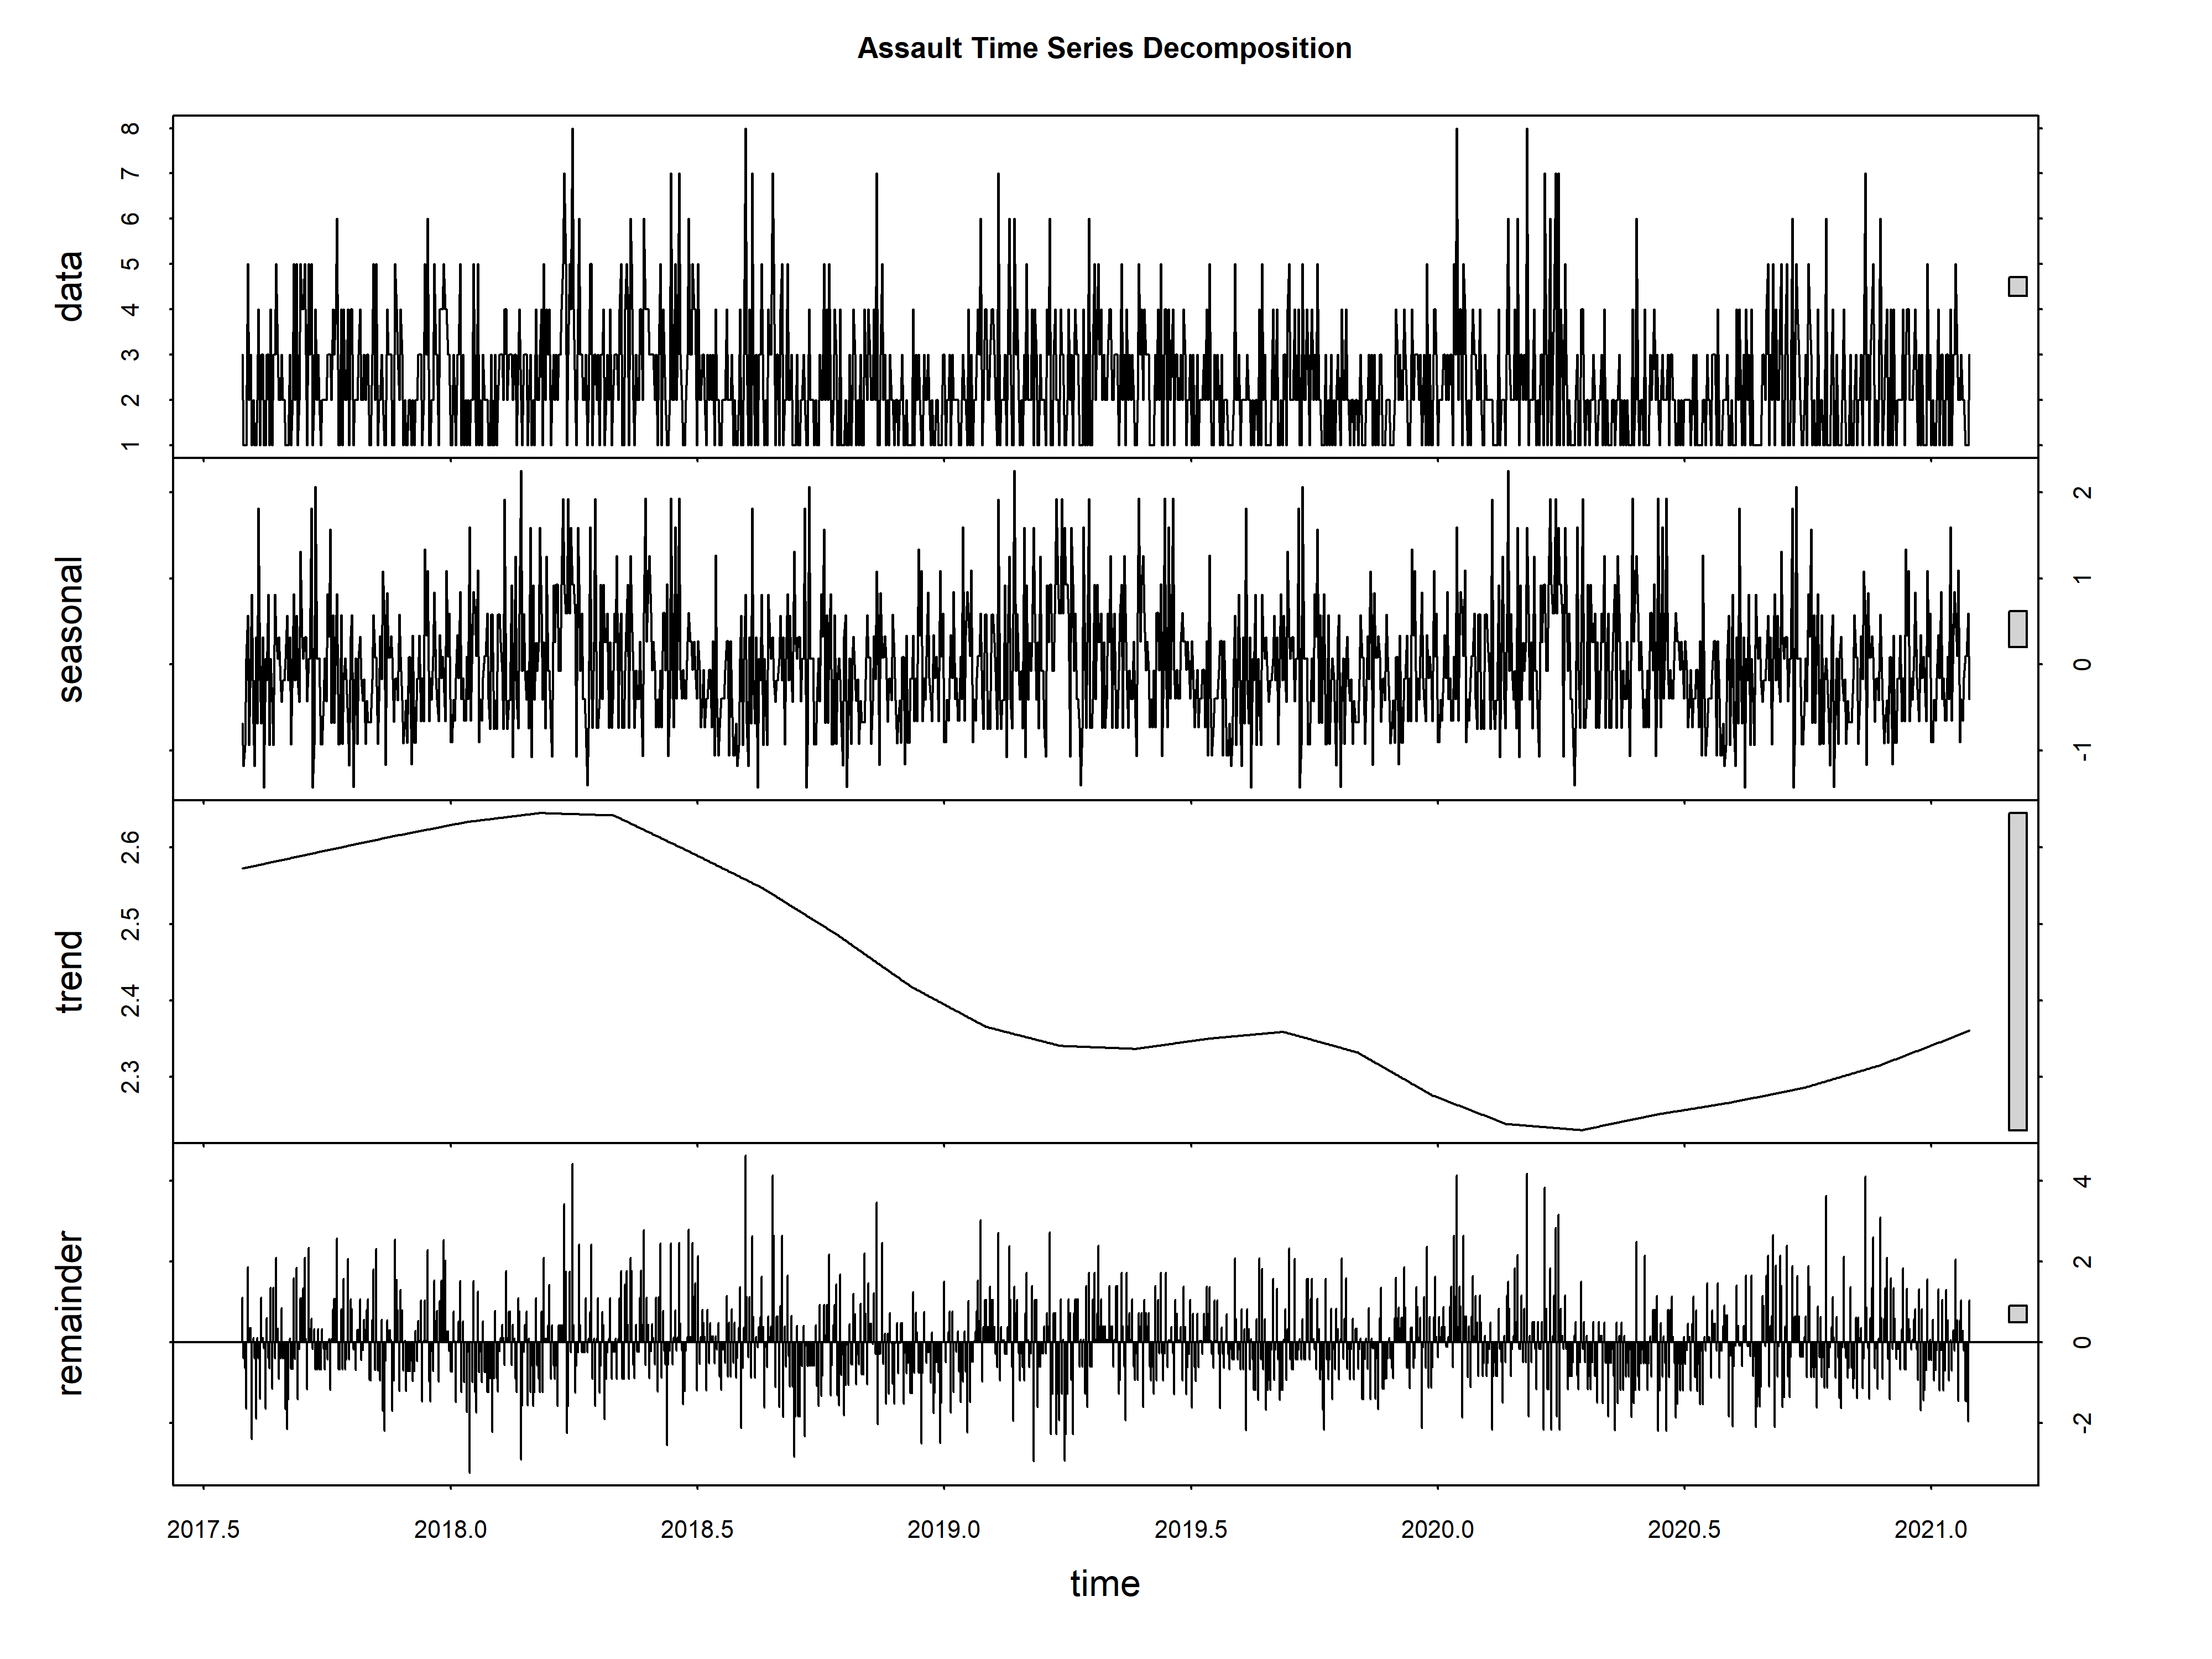 Assault Time Series Decomposition
data
1 2 3 4 5 6 7 8
seasonal
-1 0 1 2
trend
2.3 2.4 2.5 2.6
remainder
-2 0 2 4
2017.5 2018.0 2018.5 2019.0 2019.5 2020.0 2020.5 2021.0
time